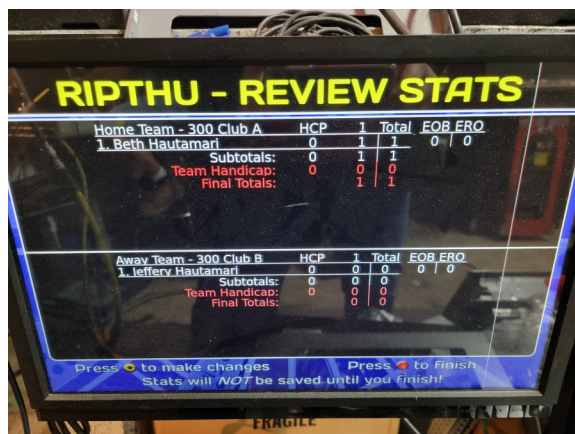 RIPTHU - REVIEW STATS
Home Team - 300 Club A HCP 1 Total EOB ERO
1. Beth Hautamari 0 1 1 0 0
Subtotals: 0 1 1
Team Handicap: 0 0 0
Final Totals: 1 1
Away Team - 300 Club B HCP 1 Total EOB ERO
1. Jeffery Hautamari 0 0 0 0 0
Subtotals: 0 0 0
Team Handicap: 0 0 0
Final Totals: 0 0
Press to make changes Press to finish
Stats will NOT be saved until you finish!
FRAGILE